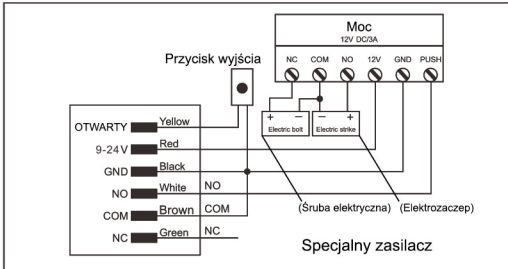 Moc
12V DC/3A
NC COM NO 12V GND PUSH
Przycisk wyjścia
+ − − +
Electric bolt Electric strike
OTWARTY Yellow
9-24V Red
GND Black
NO White NO
COM Brown COM
NC Green NC
(Śruba elektryczna) (Elektrozaczep)
Specjalny zasilacz